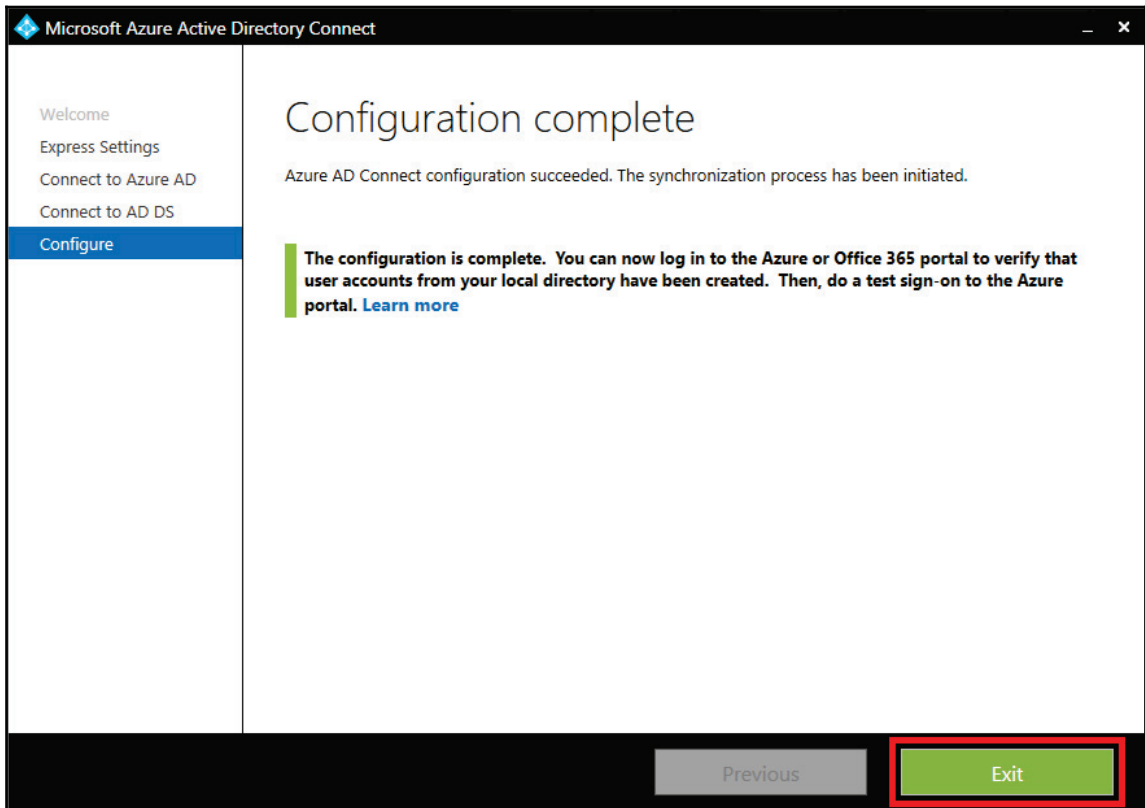 Microsoft Azure Active Directory Connect
Welcome
Express Settings
Connect to Azure AD
Connect to AD DS
Configure
Configuration complete
Azure AD Connect configuration succeeded. The synchronization process has been initiated.
The configuration is complete.  You can now log in to the Azure or Office 365 portal to verify that
user accounts from your local directory have been created.  Then, do a test sign-on to the Azure
portal. Learn more
Previous
Exit